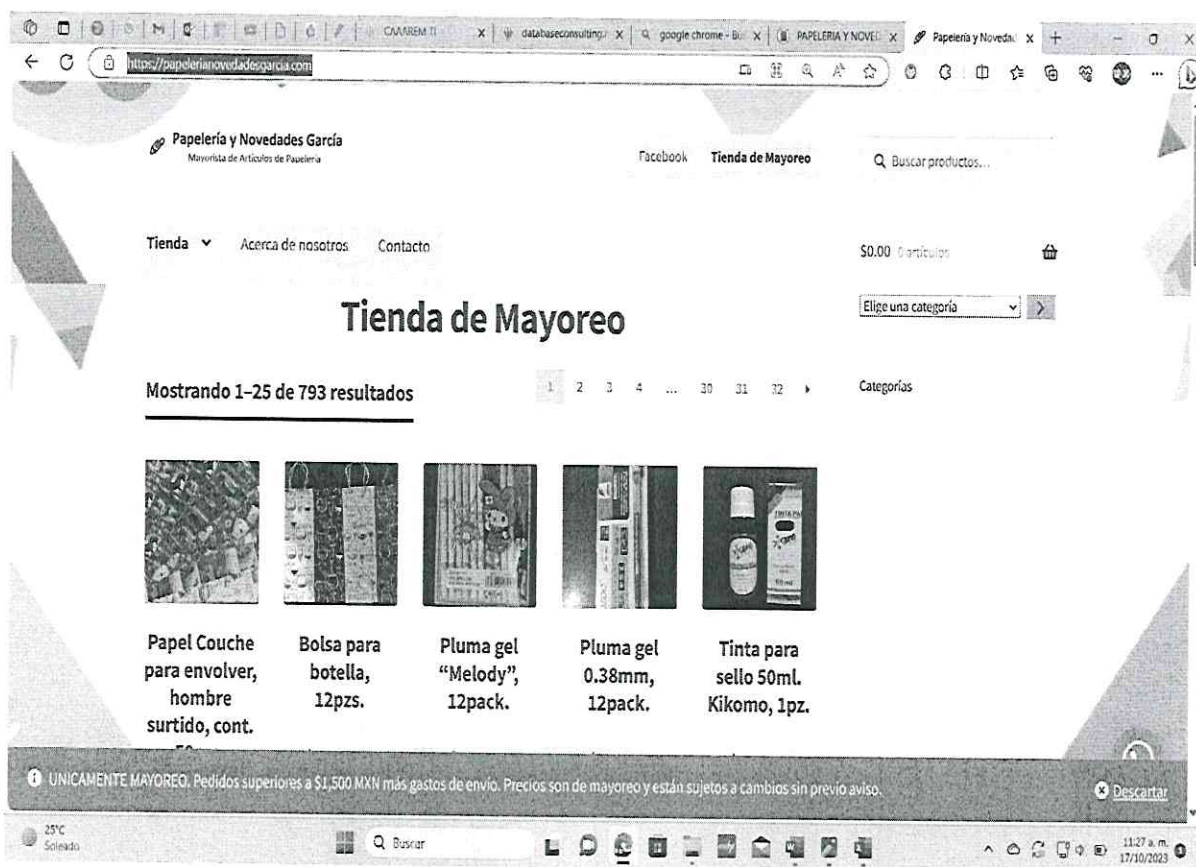 CAAAREM TI
databaseconsulting.
google chrome - B
PAPELERIA Y NOVED
Papelería y Noveda
https://papelerianovedadesgarcia.com
Papelería y Novedades García
Mayorista de Artículos de Papelería
Facebook Tienda de Mayoreo
Buscar productos...
Tienda Acerca de nosotros Contacto
$0.00 0 artículos
Tienda de Mayoreo
Elige una categoría
Mostrando 1–25 de 793 resultados
1 2 3 4 ... 30 31 32
Categorías
Papel Couche
para envolver,
hombre
surtido, cont.
Bolsa para
botella,
12pzs.
Pluma gel
“Melody”,
12pack.
Pluma gel
0.38mm,
12pack.
Tinta para
sello 50ml.
Kikomo, 1pz.
UNICAMENTE MAYOREO. Pedidos superiores a $1,500 MXN más gastos de envío. Precios son de mayoreo y están sujetos a cambios sin previo aviso.
Descartar
25°C
Soleado
Buscar
11:27 a. m.
17/10/2023